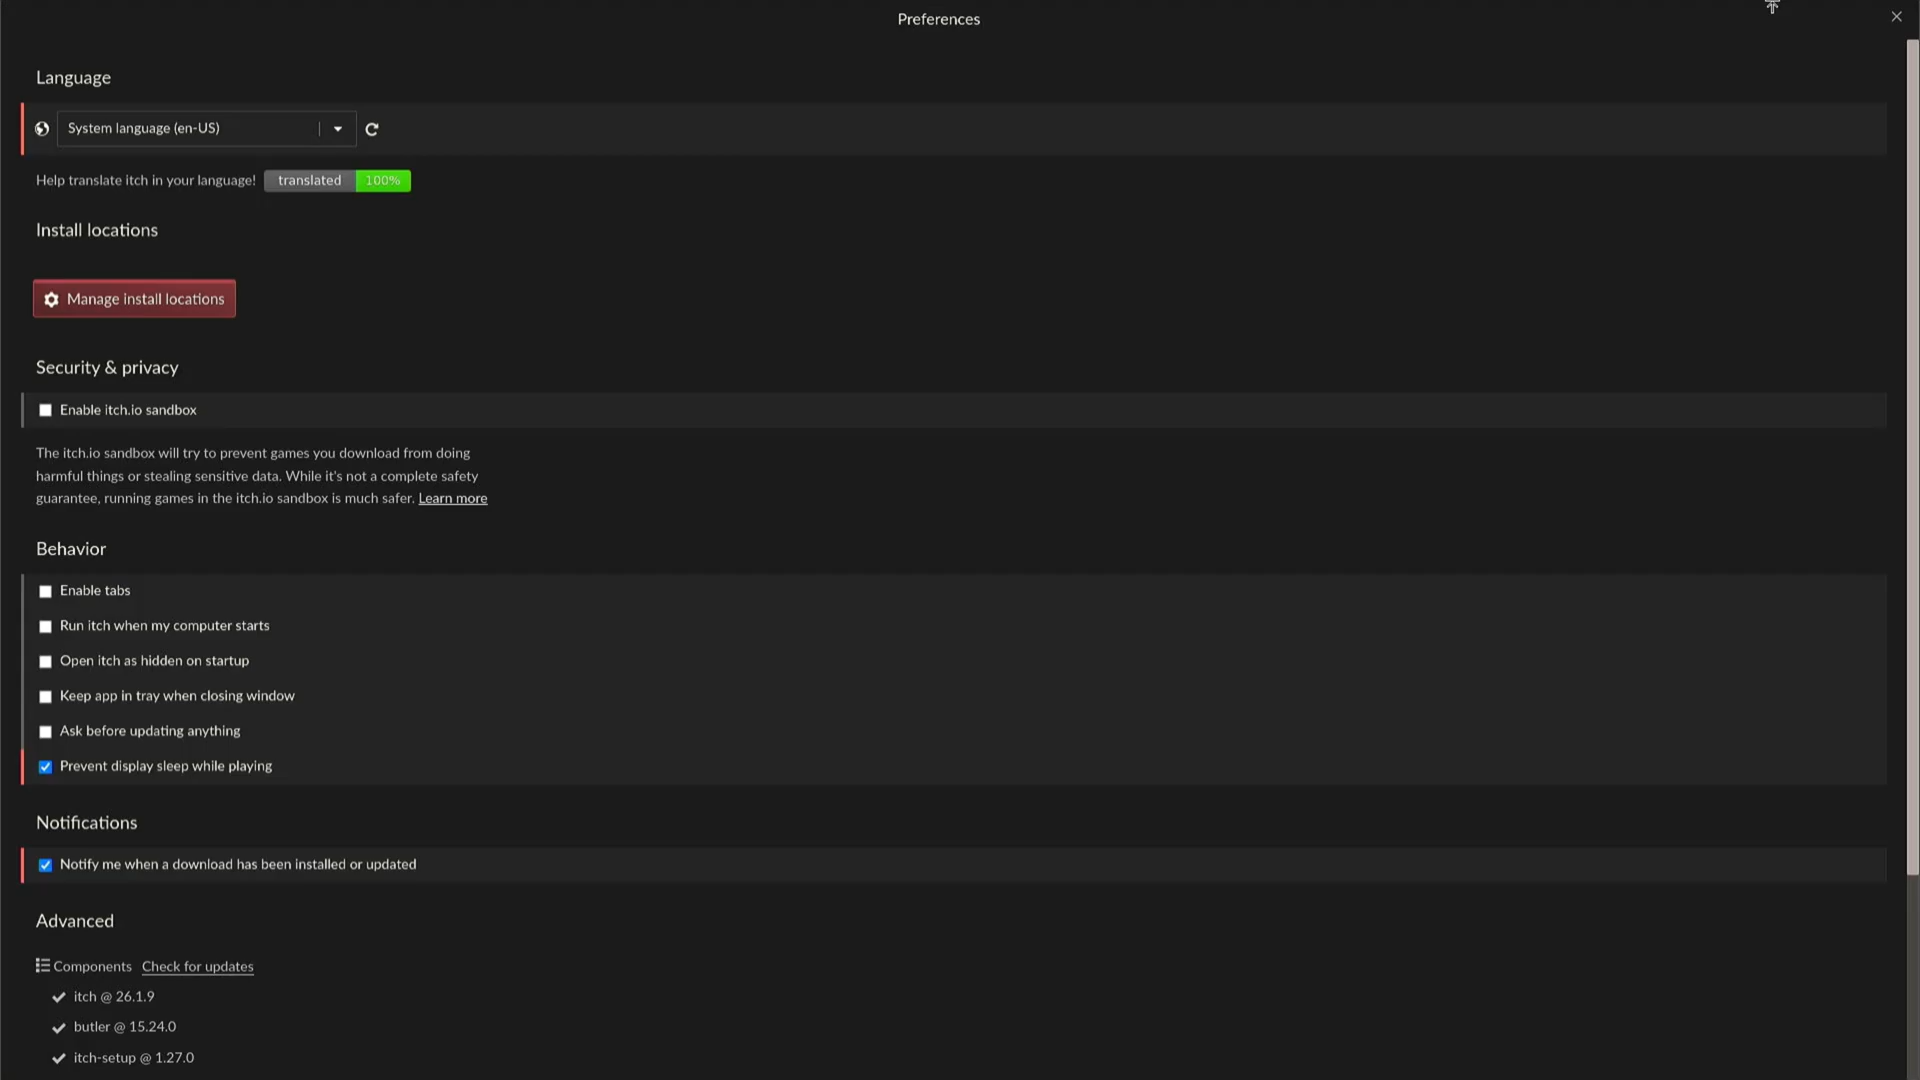 Preferences
Language
System language (en-US)
Help translate itch in your language! translated 100%
Install locations
Manage install locations
Security & privacy
Enable itch.io sandbox
The itch.io sandbox will try to prevent games you download from doing
harmful things or stealing sensitive data. While it's not a complete safety
guarantee, running games in the itch.io sandbox is much safer. Learn more
Behavior
Enable tabs
Run itch when my computer starts
Open itch as hidden on startup
Keep app in tray when closing window
Ask before updating anything
Prevent display sleep while playing
Notifications
Notify me when a download has been installed or updated
Advanced
Components Check for updates
itch @ 26.1.9
butler @ 15.24.0
itch-setup @ 1.27.0